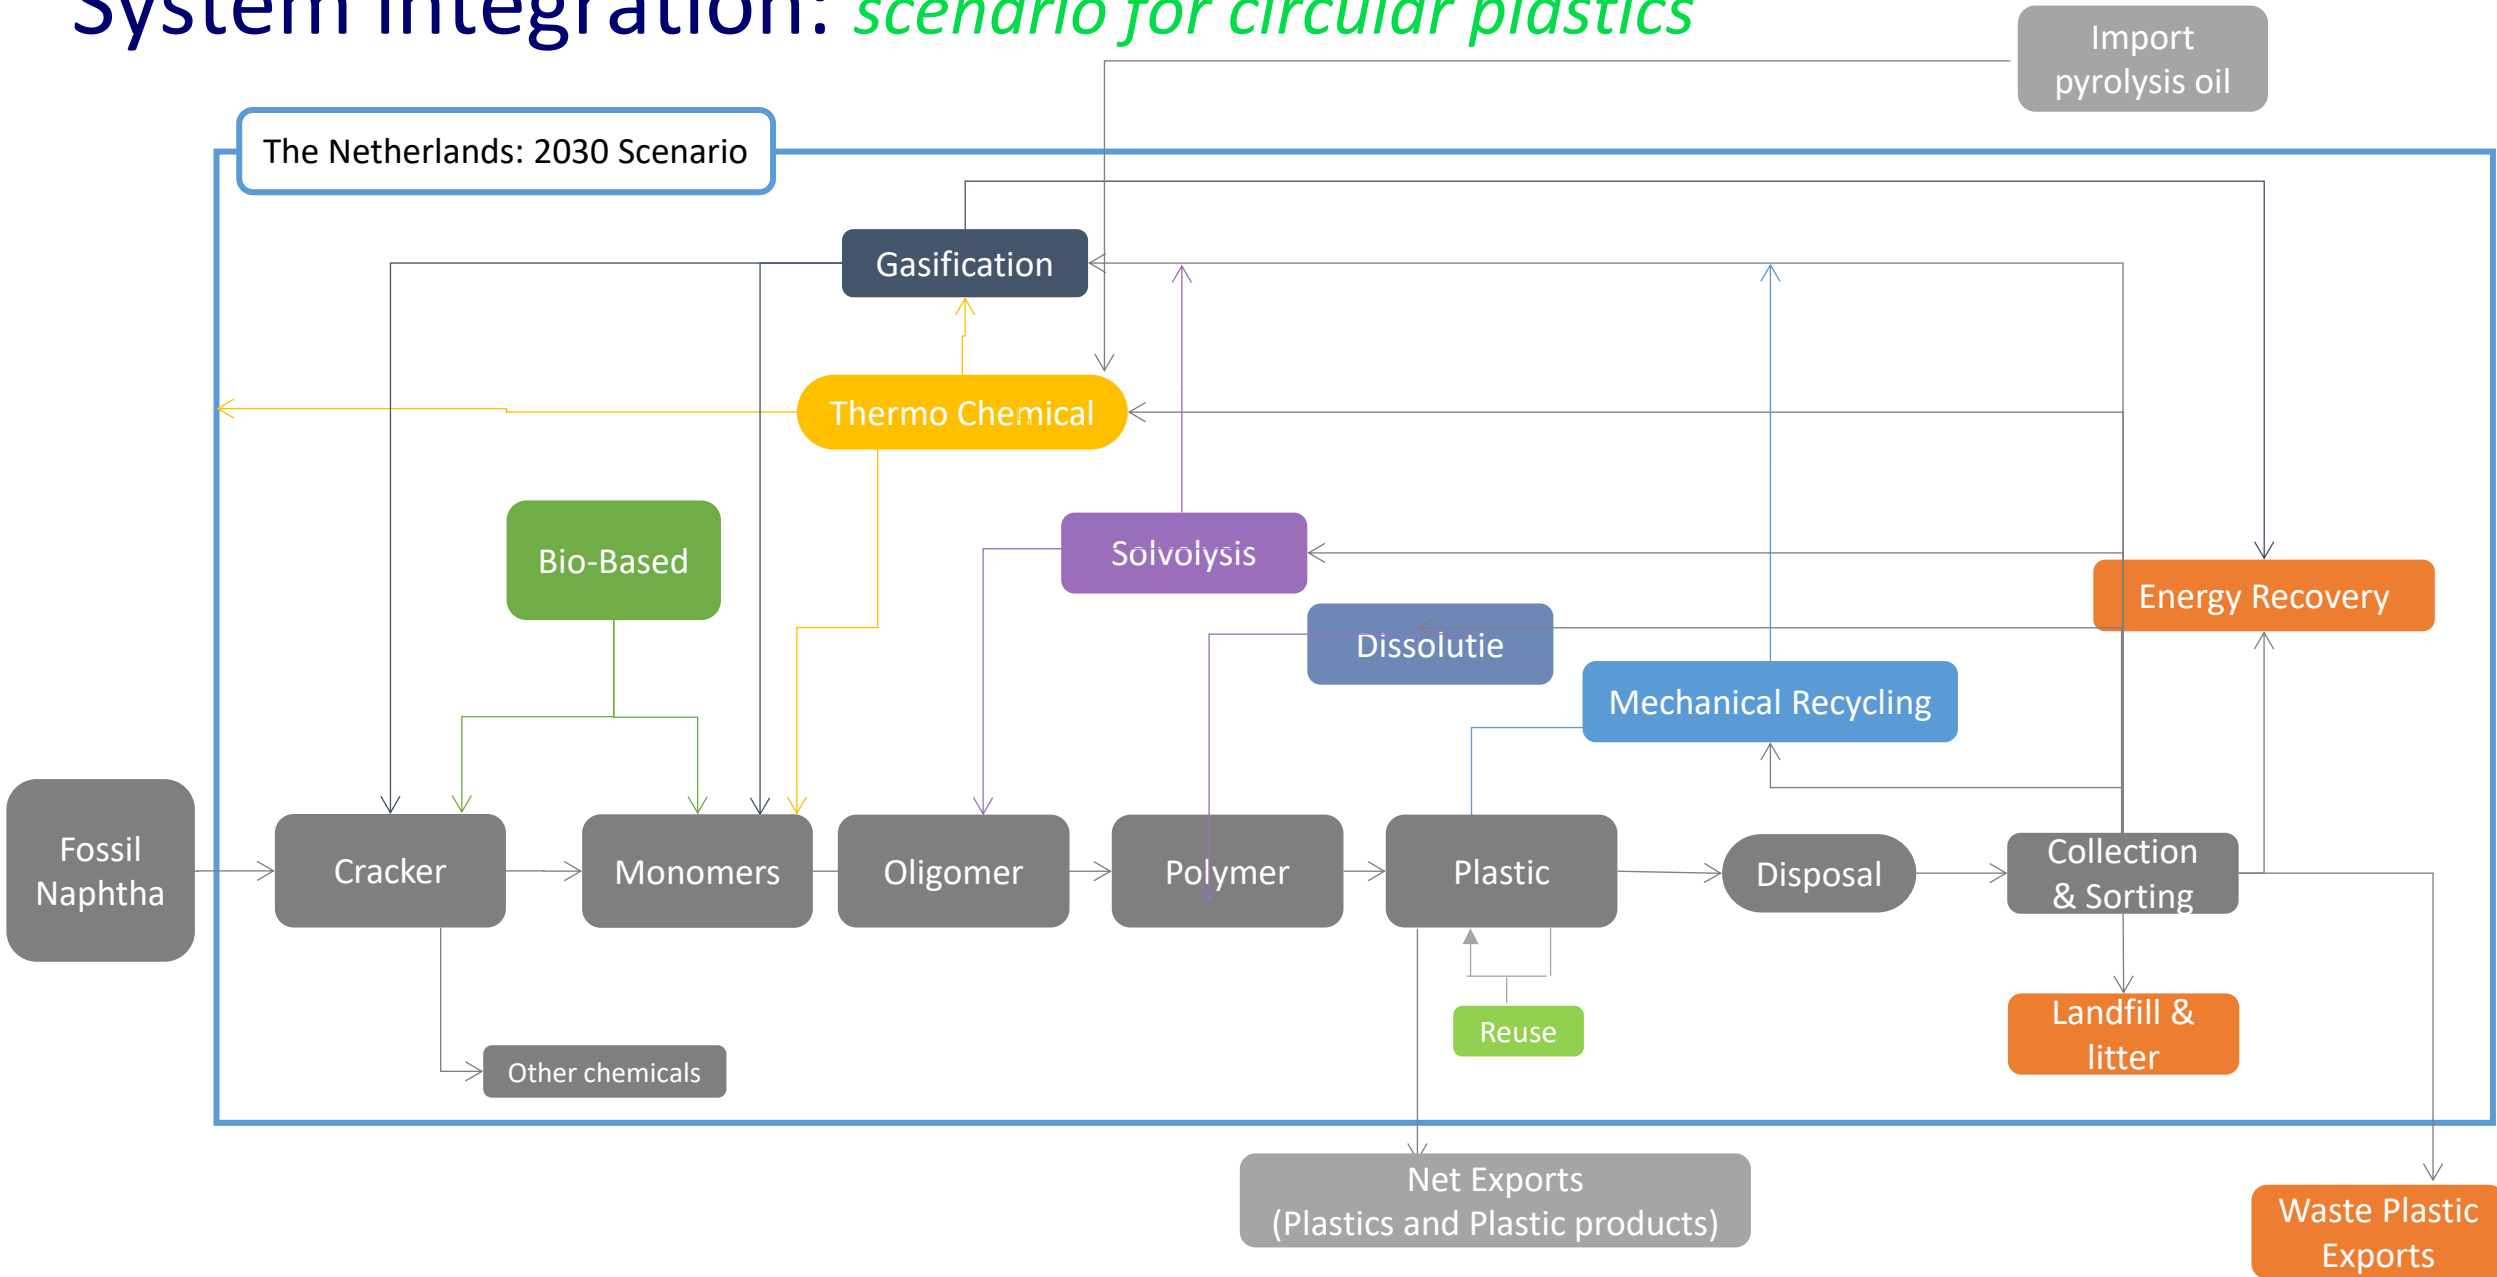 System integration: scenario for circular plastics
Import
pyrolysis oil
The Netherlands: 2030 Scenario
Gasification
Thermo Chemical
Bio-Based
Solvolysis
Energy Recovery
Dissolutie
Mechanical Recycling
Fossil
Naphtha
Cracker
Monomers
Oligomer
Polymer
Plastic
Disposal
Collection
& Sorting
Reuse
Landfill &
litter
Other chemicals
Net Exports
(Plastics and Plastic products)
Waste Plastic
Exports